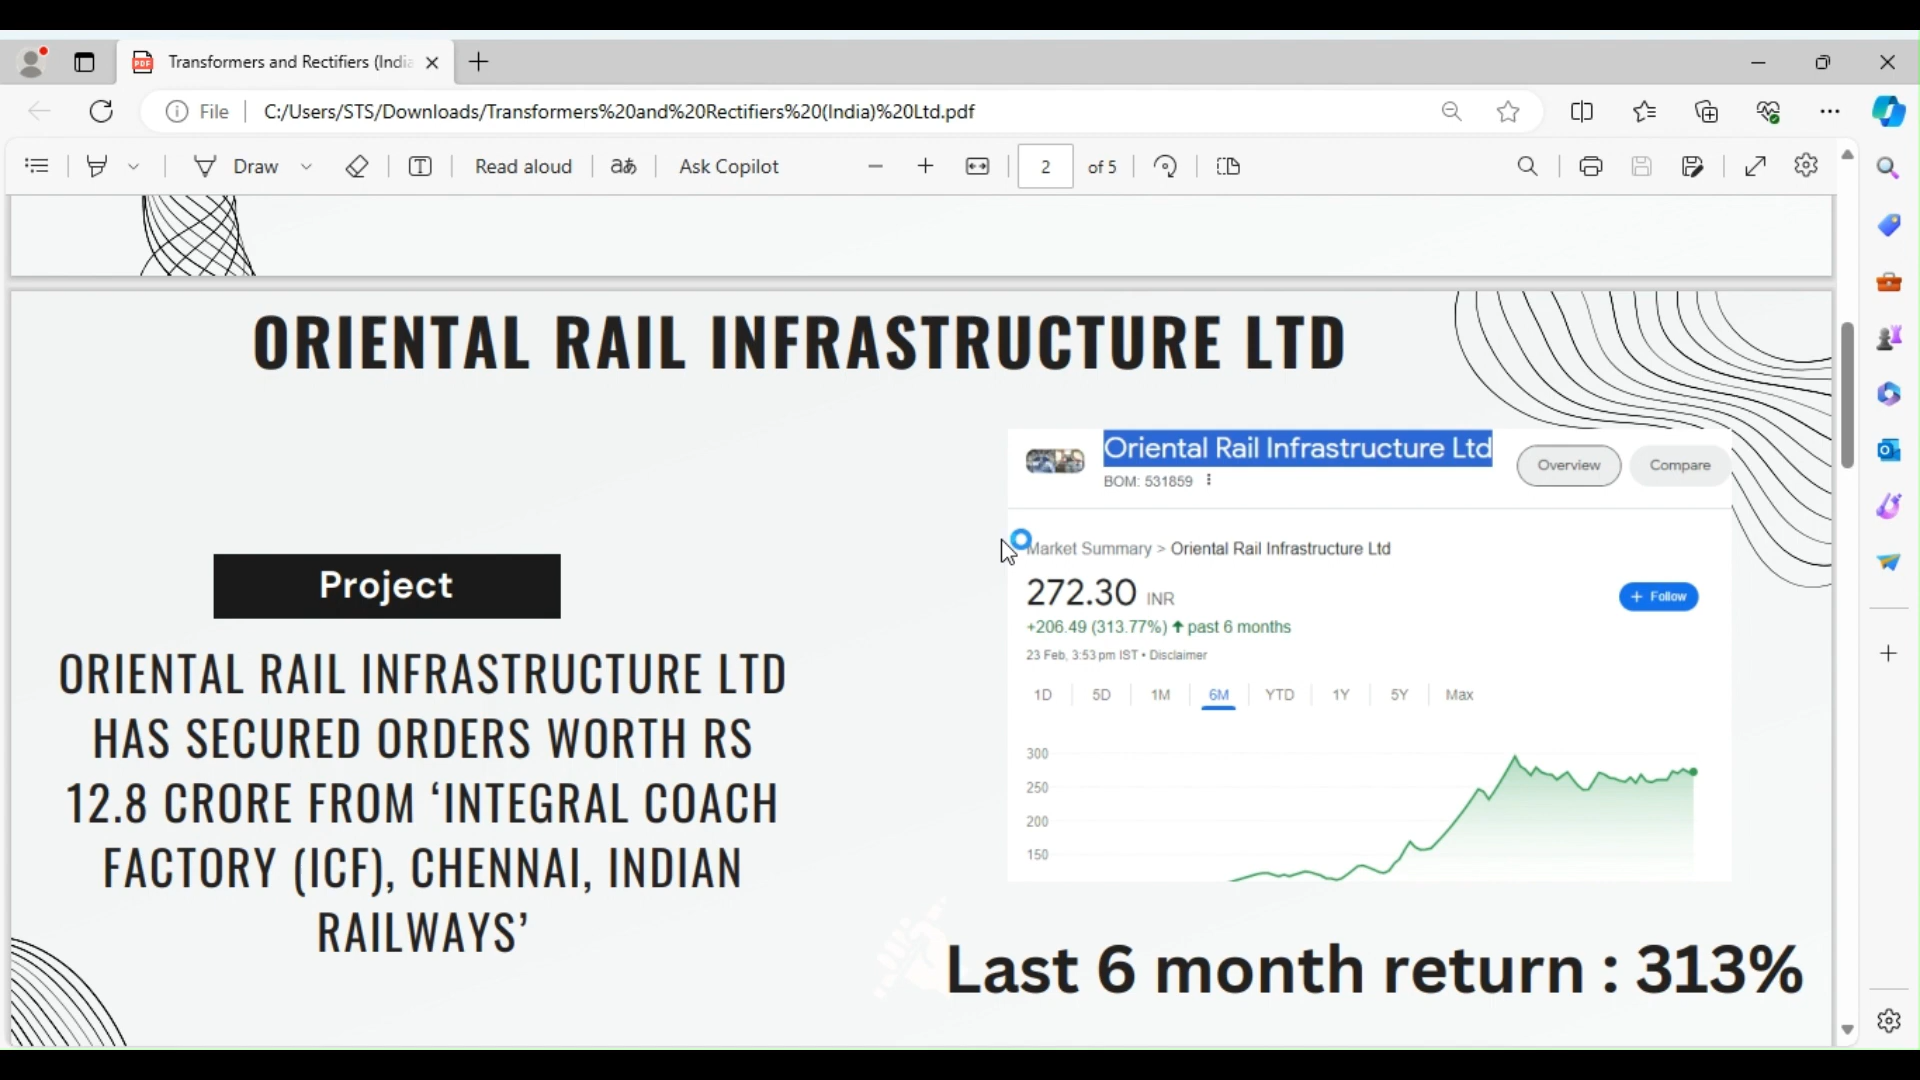 Transformers and Rectifiers (India
File
C:/Users/STS/Downloads/Transformers%20and%20Rectifiers%20(India)%20Ltd.pdf
Draw
Read aloud
aあ
Ask Copilot
2 of 5
ORIENTAL RAIL INFRASTRUCTURE LTD
Oriental Rail Infrastructure Ltd
BOM: 531859
Overview
Compare
Market Summary > Oriental Rail Infrastructure Ltd
272.30 INR
+ Follow
+206.49 (313.77%) ↑ past 6 months
23 Feb, 3:53 pm IST • Disclaimer
1D 5D 1M 6M YTD 1Y 5Y Max
300
250
200
150
Project
ORIENTAL RAIL INFRASTRUCTURE LTD
HAS SECURED ORDERS WORTH RS
12.8 CRORE FROM ‘INTEGRAL COACH
FACTORY (ICF), CHENNAI, INDIAN
RAILWAYS’
Last 6 month return : 313%